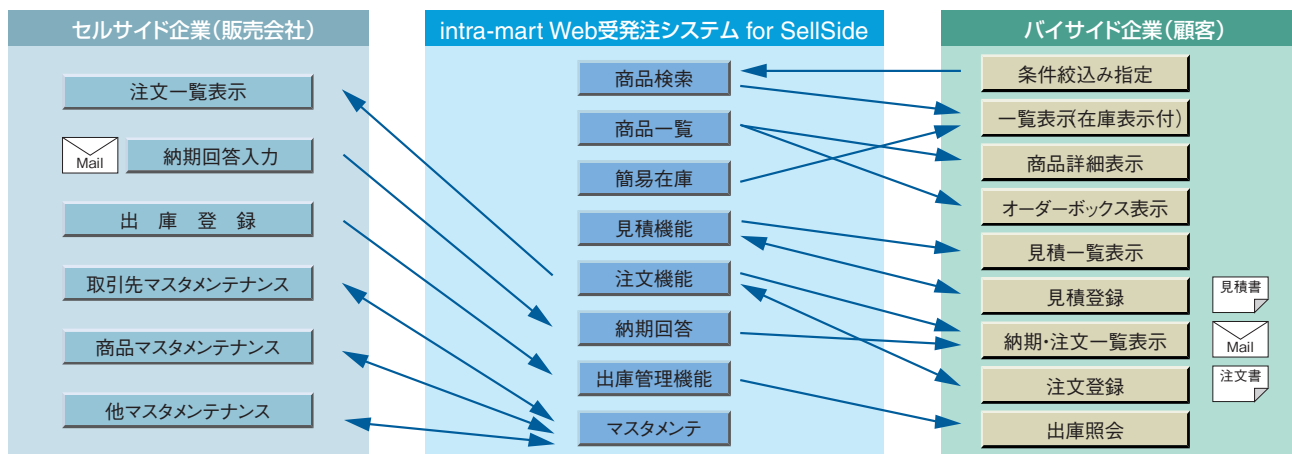 セルサイド企業(販売会社)
注文一覧表示
Mail
納期回答入力
出 庫 登 録
取引先マスタメンテナンス
商品マスタメンテナンス
他マスタメンテナンス
intra-mart Web受発注システム for SellSide
商品検索
商品一覧
簡易在庫
見積機能
注文機能
納期回答
出庫管理機能
マスタメンテ
バイサイド企業(顧客)
条件絞込み指定
一覧表示(在庫表示付)
商品詳細表示
オーダーボックス表示
見積一覧表示
見積登録
見積書
納期・注文一覧表示
Mail
注文登録
注文書
出庫照会